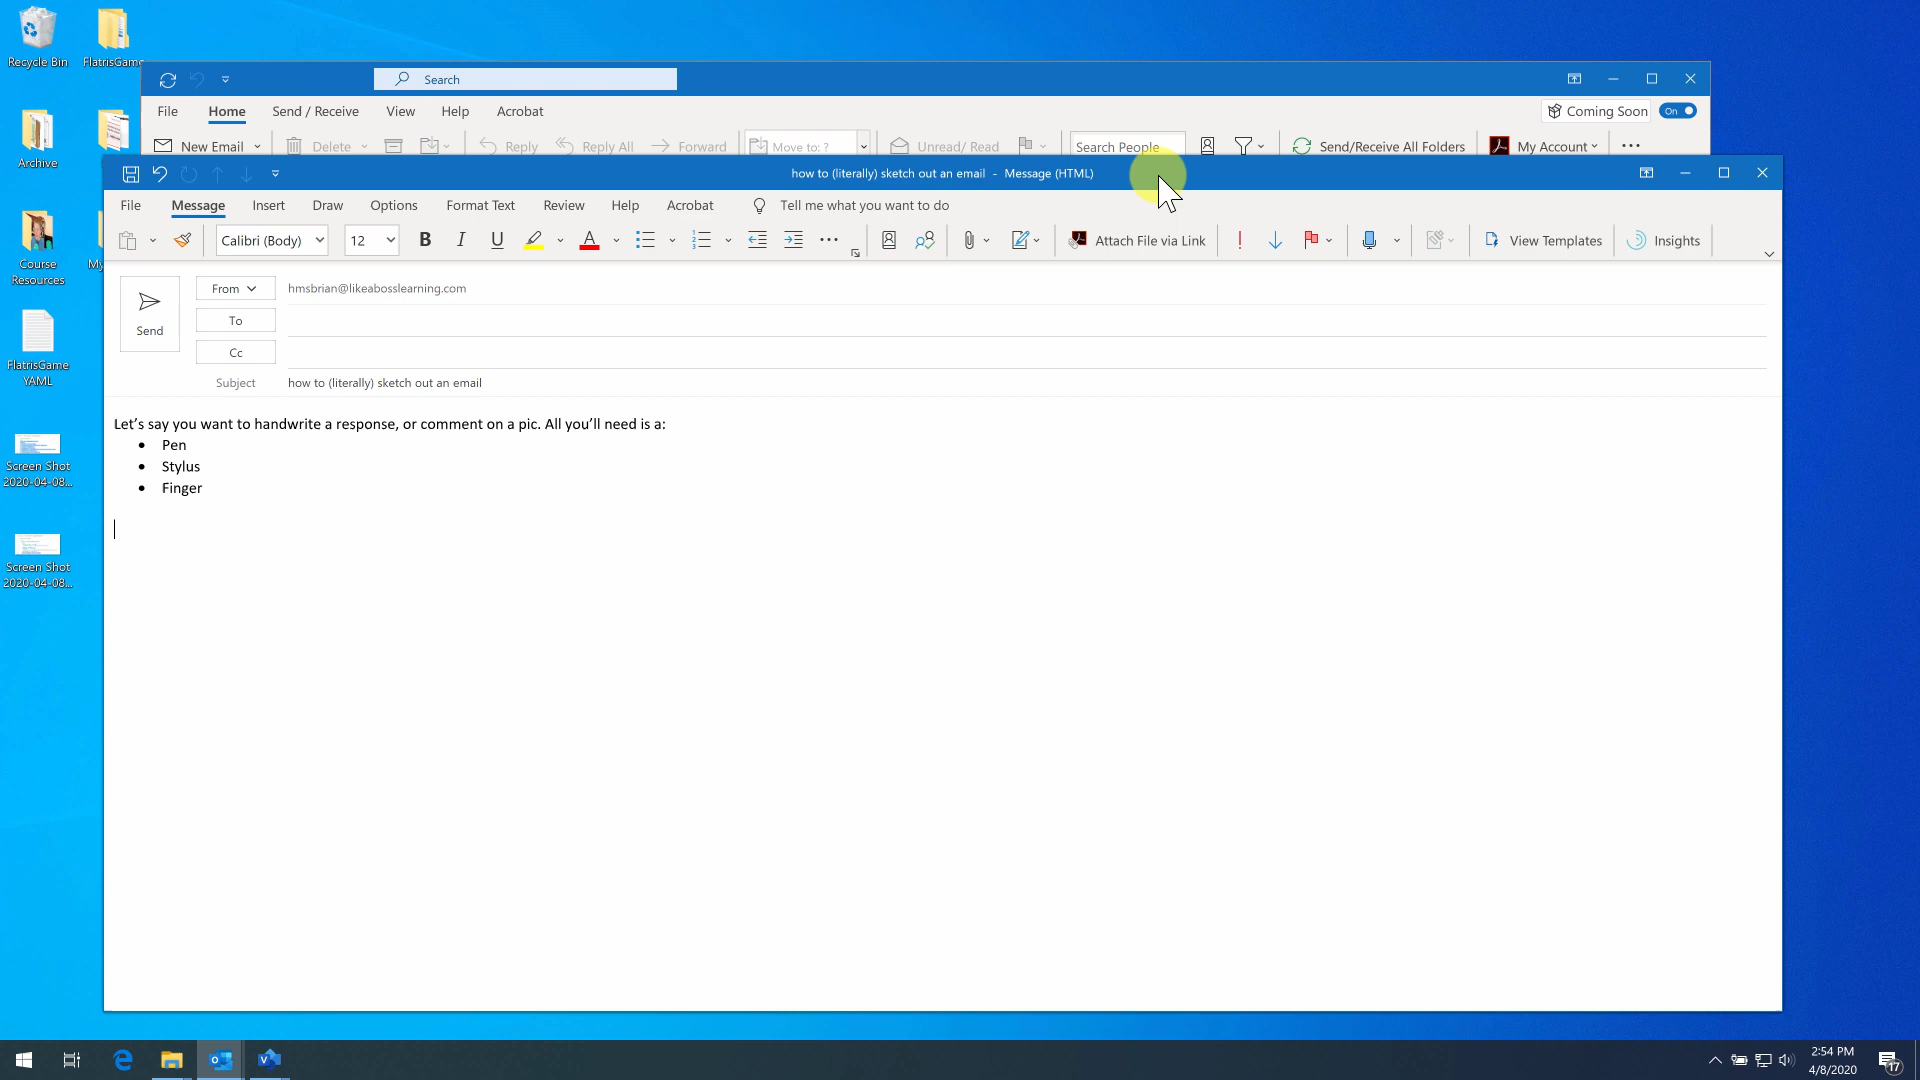 Recycle Bin
FlatrisGame
Archive
Course
Resources
My
FlatrisGame
YAML
Screen Shot
2020-04-08...
Screen Shot
2020-04-08...
Search
File Home Send / Receive View Help Acrobat Coming Soon On
New Email Delete Reply Reply All Forward Move to: ? Unread/ Read Search People Send/Receive All Folders My Account
how to (literally) sketch out an email - Message (HTML)
File Message Insert Draw Options Format Text Review Help Acrobat Tell me what you want to do
Calibri (Body) 12 B I U A Attach File via Link View Templates Insights
Send
From hmsbrian@likeabosslearning.com
To
Cc
Subject how to (literally) sketch out an email
Let's say you want to handwrite a response, or comment on a pic. All you'll need is a:
• Pen
• Stylus
• Finger
2:54 PM
4/8/2020
17